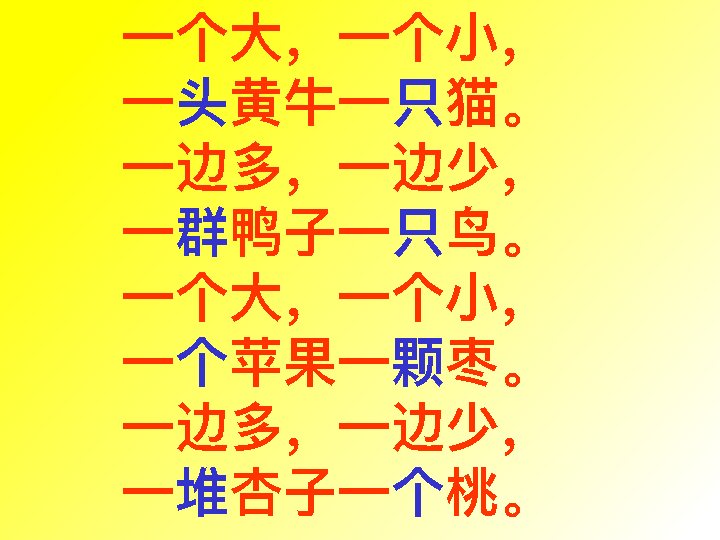 一个大，一个小，
一头黄牛一只猫。
一边多，一边少，
一群鸭子一只鸟。
一个大，一个小，
一个苹果一颗枣。
一边多，一边少，
一堆杏子一个桃。